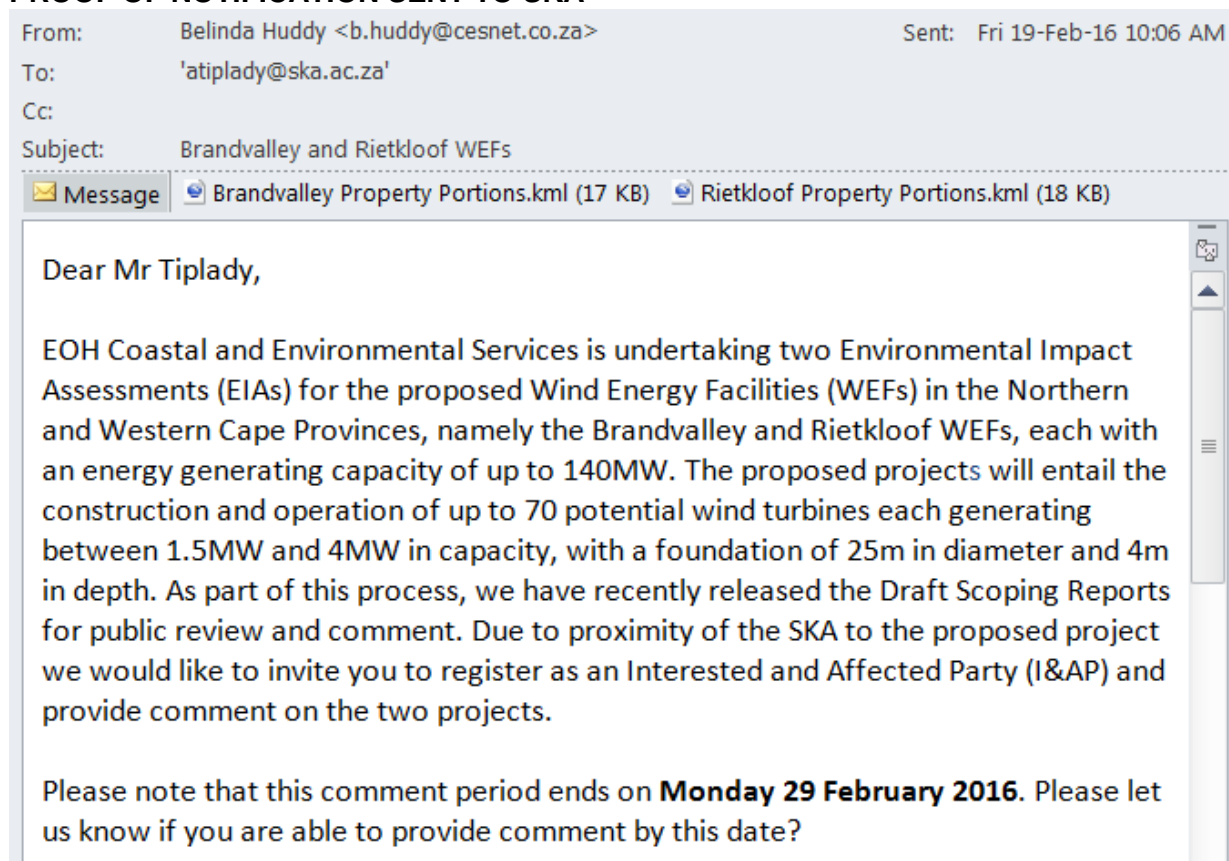 PROOF OF NOTIFICATION SENT TO SKA
From: Belinda Huddy <b.huddy@cesnet.co.za> Sent: Fri 19-Feb-16 10:06 AM
To: 'atiplady@ska.ac.za'
Cc:
Subject: Brandvalley and Rietkloof WEFs
Message Brandvalley Property Portions.kml (17 KB) Rietkloof Property Portions.kml (18 KB)
Dear Mr Tiplady,
EOH Coastal and Environmental Services is undertaking two Environmental Impact
Assessments (EIAs) for the proposed Wind Energy Facilities (WEFs) in the Northern
and Western Cape Provinces, namely the Brandvalley and Rietkloof WEFs, each with
an energy generating capacity of up to 140MW. The proposed projects will entail the
construction and operation of up to 70 potential wind turbines each generating
between 1.5MW and 4MW in capacity, with a foundation of 25m in diameter and 4m
in depth. As part of this process, we have recently released the Draft Scoping Reports
for public review and comment. Due to proximity of the SKA to the proposed project
we would like to invite you to register as an Interested and Affected Party (I&AP) and
provide comment on the two projects.
Please note that this comment period ends on Monday 29 February 2016. Please let
us know if you are able to provide comment by this date?